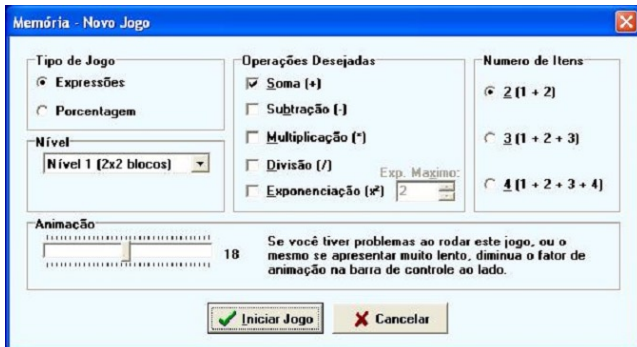 Memória - Novo Jogo
Tipo de Jogo
Expressões
Porcentagem
Nível
Nível 1 (2x2 blocos)
Operações Desejadas
Soma (+)
Subtração (-)
Multiplicação (*)
Divisão (/)
Exponenciação (x²)
Exp. Maximo:
2
Numero de Itens
2 (1 + 2)
3 (1 + 2 + 3)
4 (1 + 2 + 3 + 4)
Animação
18
Se você tiver problemas ao rodar este jogo, ou o
mesmo se apresentar muito lento, diminua o fator de
animação na barra de controle ao lado.
Iniciar Jogo
Cancelar